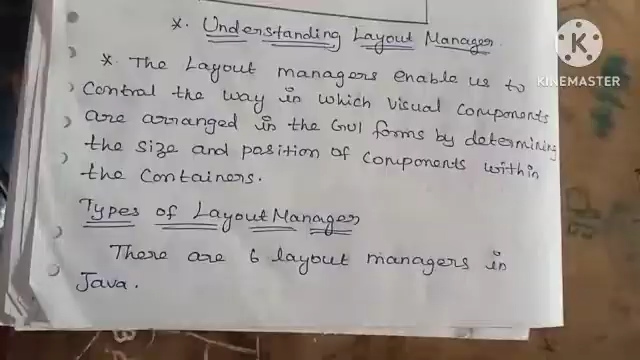 *. Understanding Layout Manager.
*. The Layout managers enable us to
Control the way in which visual Components
are arranged in the GUI forms by determining
the size and position of Components within
the Containers.
Types of Layout Manager
There are 6 layout managers in
Java.
K
KINEMASTER